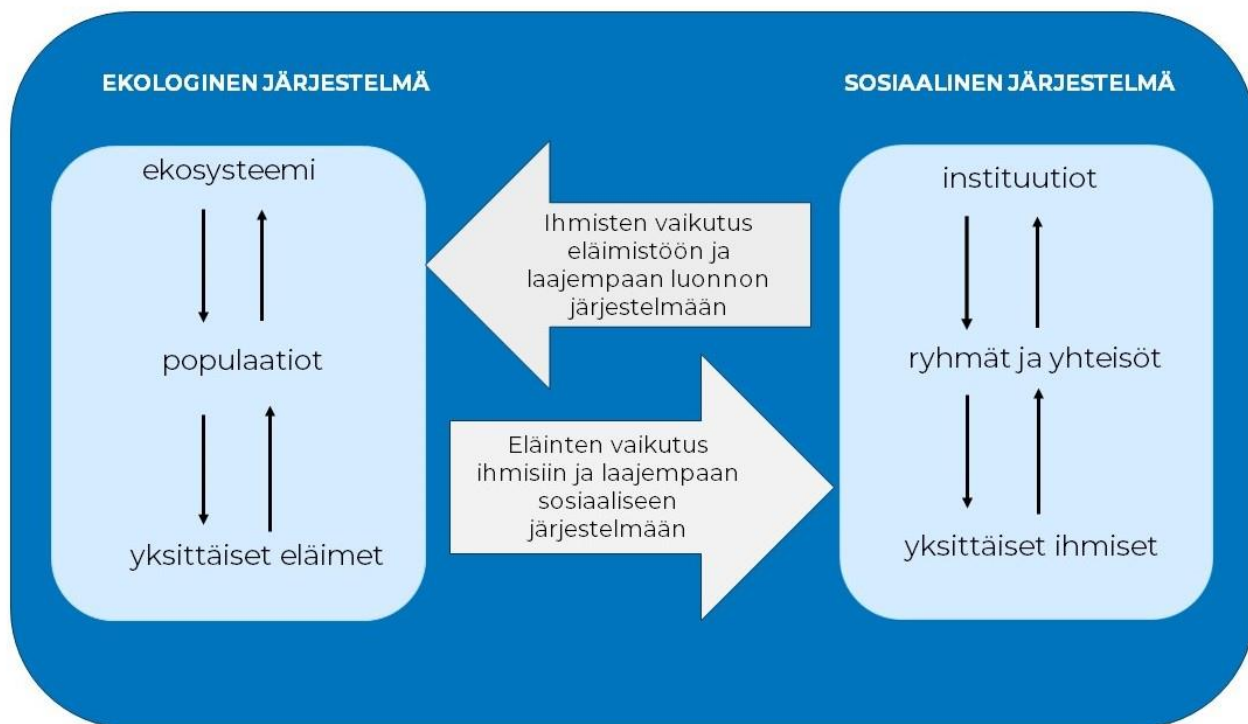 EKOLOGINEN JÄRJESTELMÄ
ekosysteemi
populaatiot
yksittäiset eläimet
Ihmisten vaikutus
eläimistöön ja
laajempaan luonnon
järjestelmään
Eläinten vaikutus
ihmisiin ja laajempaan
sosiaaliseen
järjestelmään
SOSIAALINEN JÄRJESTELMÄ
instituutiot
ryhmät ja yhteisöt
yksittäiset ihmiset